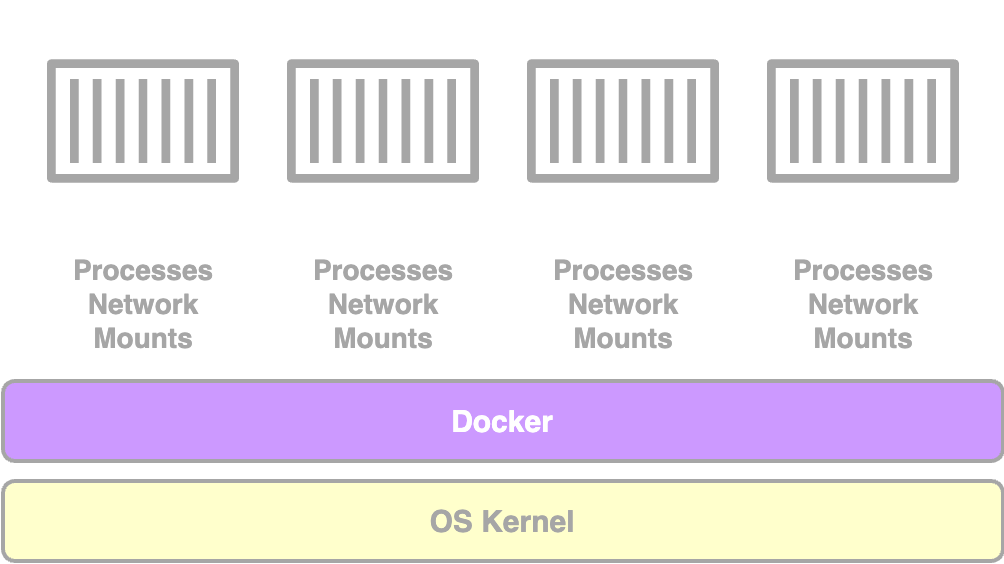 Processes
Network
Mounts
Processes
Network
Mounts
Processes
Network
Mounts
Processes
Network
Mounts
Docker
OS Kernel